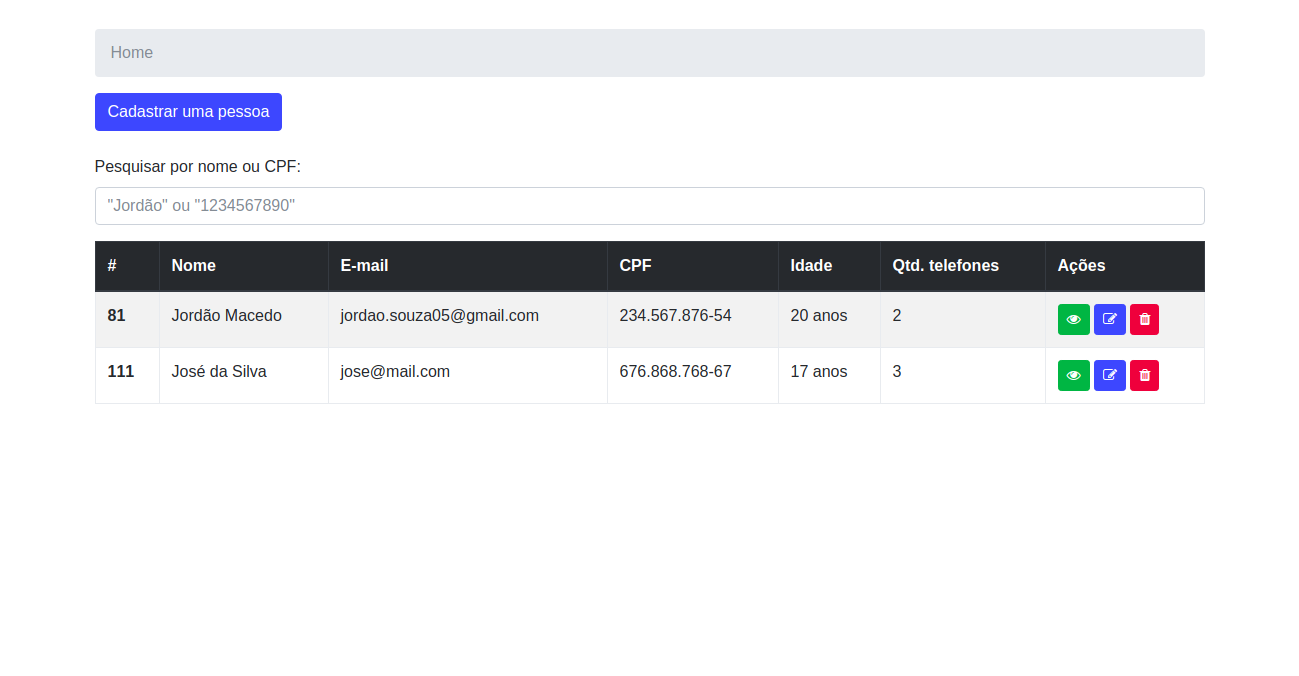 Home
Cadastrar uma pessoa
Pesquisar por nome ou CPF:
"Jordão" ou "1234567890"
# Nome E-mail CPF Idade Qtd. telefones Ações
81 Jordão Macedo jordao.souza05@gmail.com 234.567.876-54 20 anos 2
111 José da Silva jose@mail.com 676.868.768-67 17 anos 3